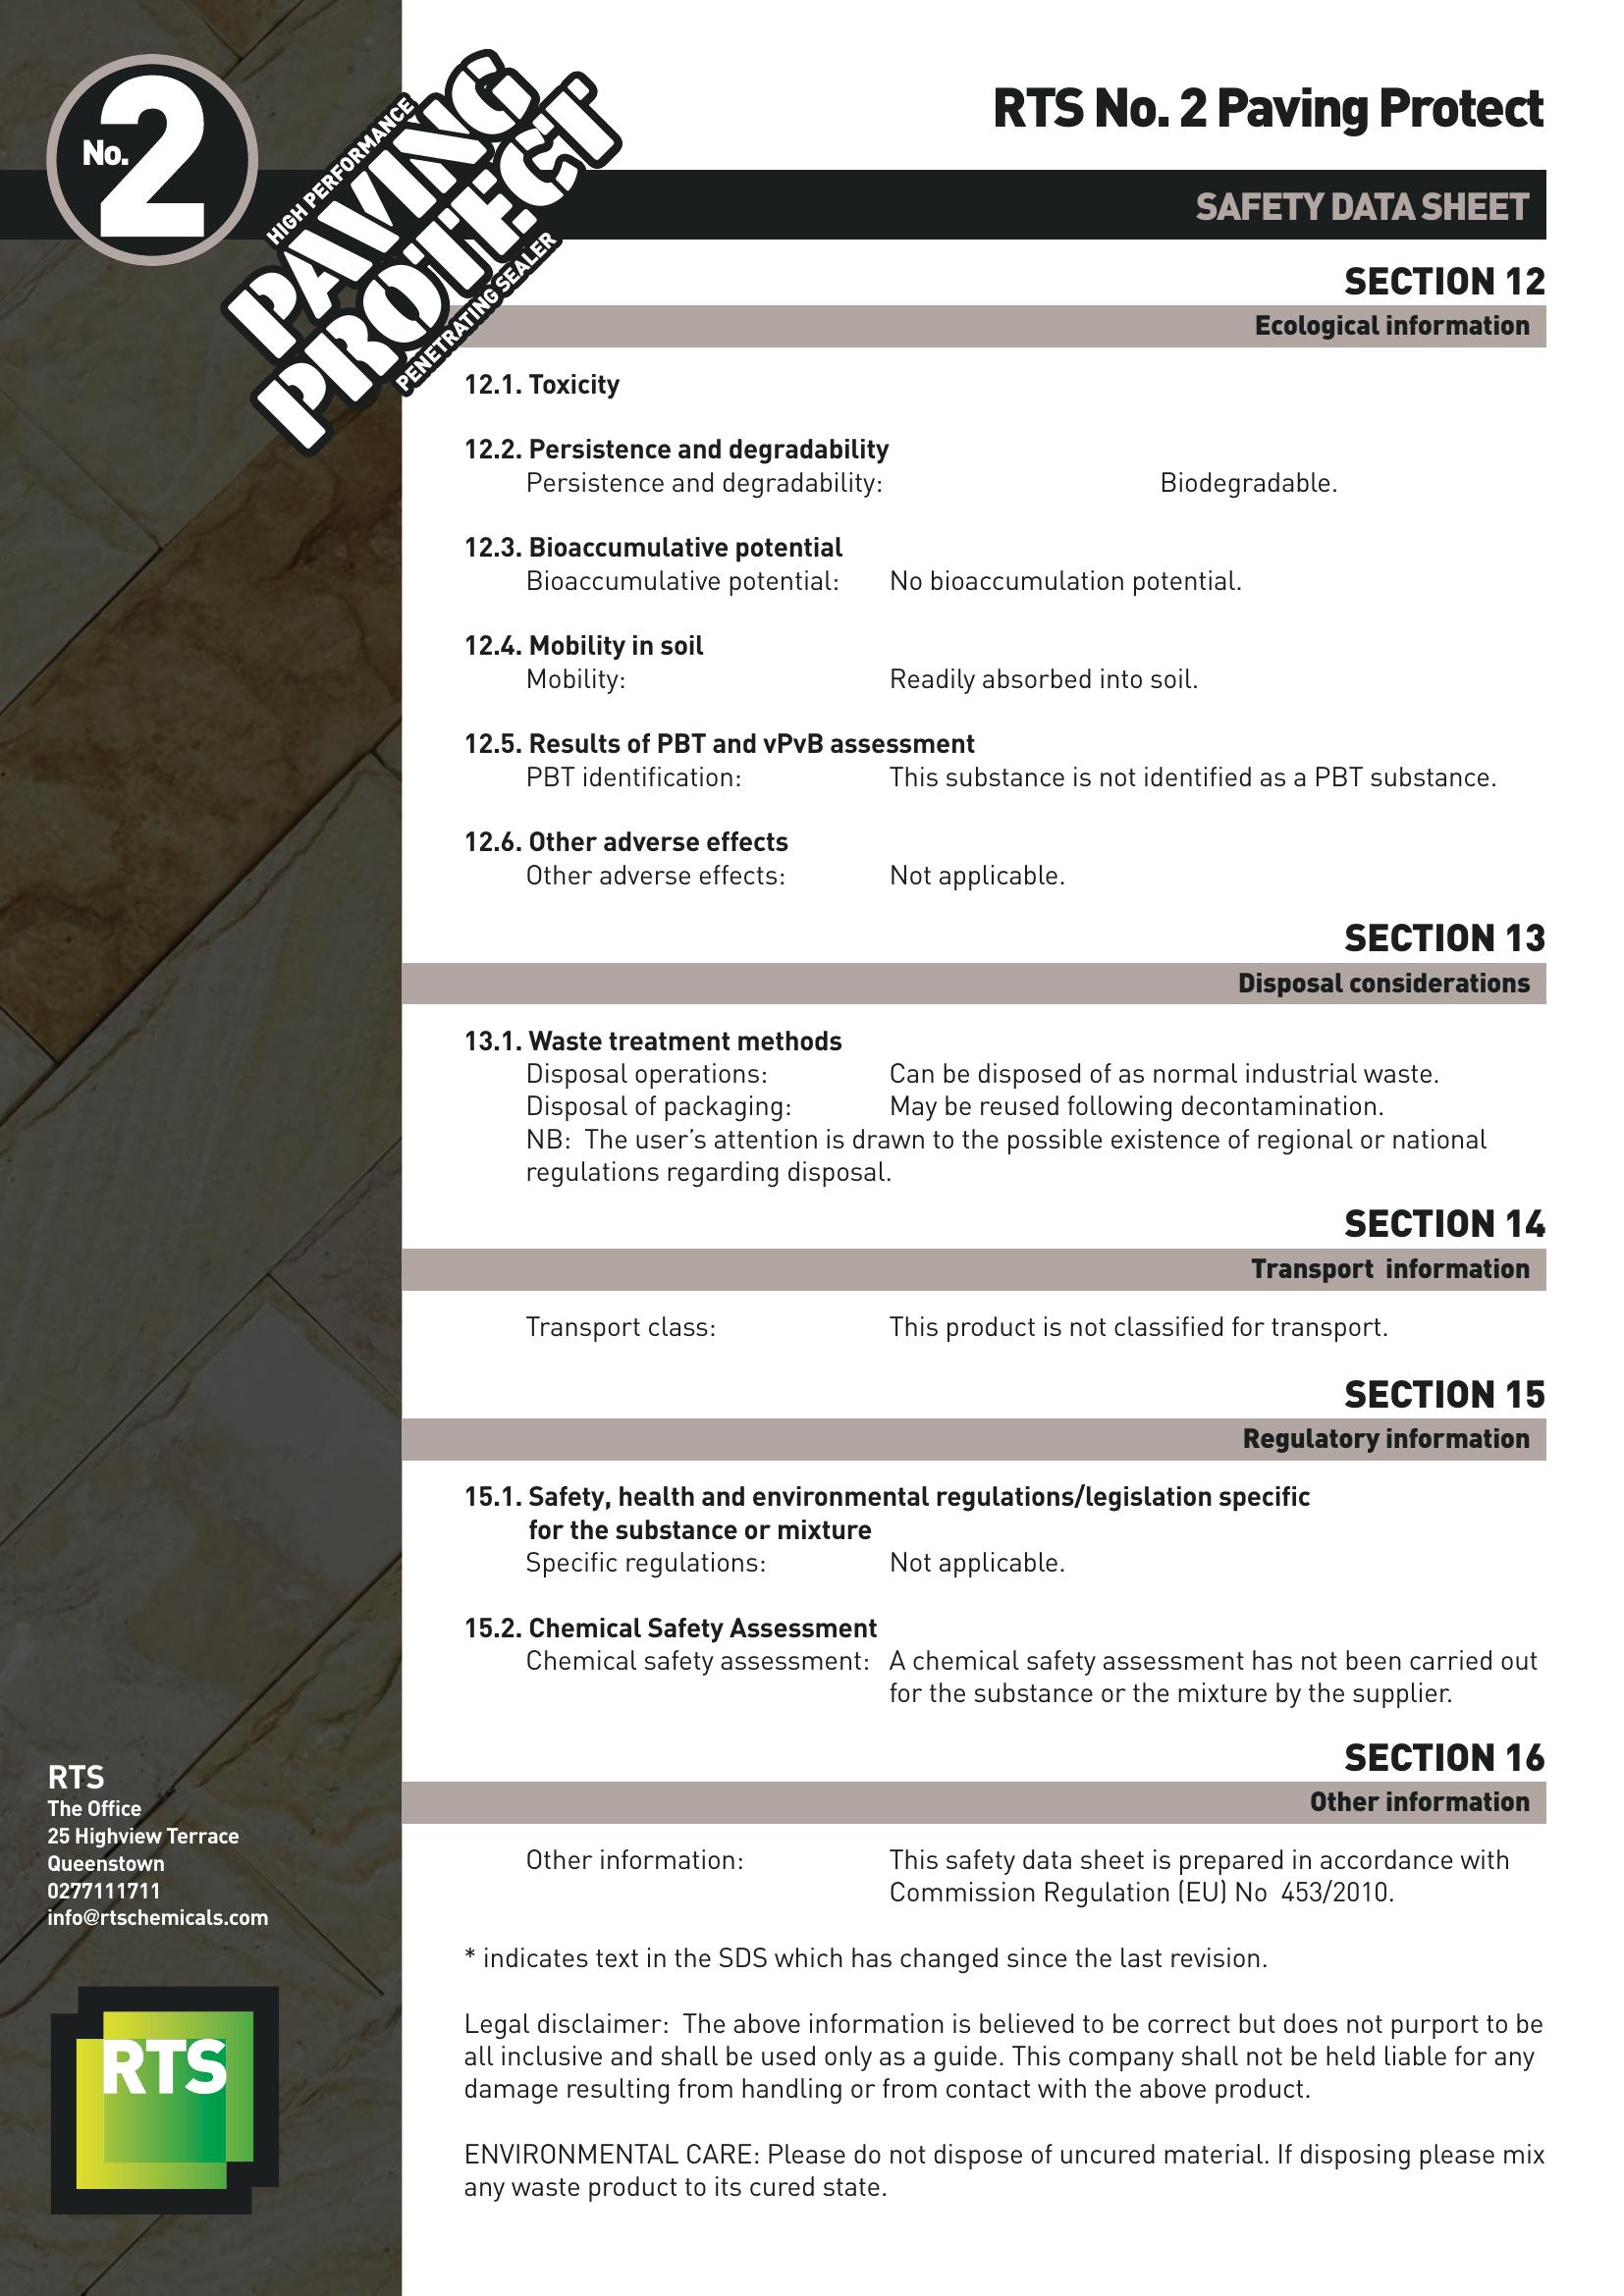 No. 2
HIGH PERFORMANCE
PAVING
PROTECT
PENETRATING SEALER
RTS No. 2 Paving Protect
SAFETY DATA SHEET
SECTION 12
Ecological information
12.1. Toxicity
12.2. Persistence and degradability
Persistence and degradability: Biodegradable.
12.3. Bioaccumulative potential
Bioaccumulative potential: No bioaccumulation potential.
12.4. Mobility in soil
Mobility: Readily absorbed into soil.
12.5. Results of PBT and vPvB assessment
PBT identification: This substance is not identified as a PBT substance.
12.6. Other adverse effects
Other adverse effects: Not applicable.
SECTION 13
Disposal considerations
13.1. Waste treatment methods
Disposal operations: Can be disposed of as normal industrial waste.
Disposal of packaging: May be reused following decontamination.
NB: The user’s attention is drawn to the possible existence of regional or national
regulations regarding disposal.
SECTION 14
Transport information
Transport class: This product is not classified for transport.
SECTION 15
Regulatory information
15.1. Safety, health and environmental regulations/legislation specific
for the substance or mixture
Specific regulations: Not applicable.
15.2. Chemical Safety Assessment
Chemical safety assessment: A chemical safety assessment has not been carried out
for the substance or the mixture by the supplier.
SECTION 16
Other information
Other information: This safety data sheet is prepared in accordance with
Commission Regulation (EU) No 453/2010.
* indicates text in the SDS which has changed since the last revision.
Legal disclaimer: The above information is believed to be correct but does not purport to be
all inclusive and shall be used only as a guide. This company shall not be held liable for any
damage resulting from handling or from contact with the above product.
ENVIRONMENTAL CARE: Please do not dispose of uncured material. If disposing please mix
any waste product to its cured state.
RTS
The Office
25 Highview Terrace
Queenstown
0277111711
info@rtschemicals.com
RTS